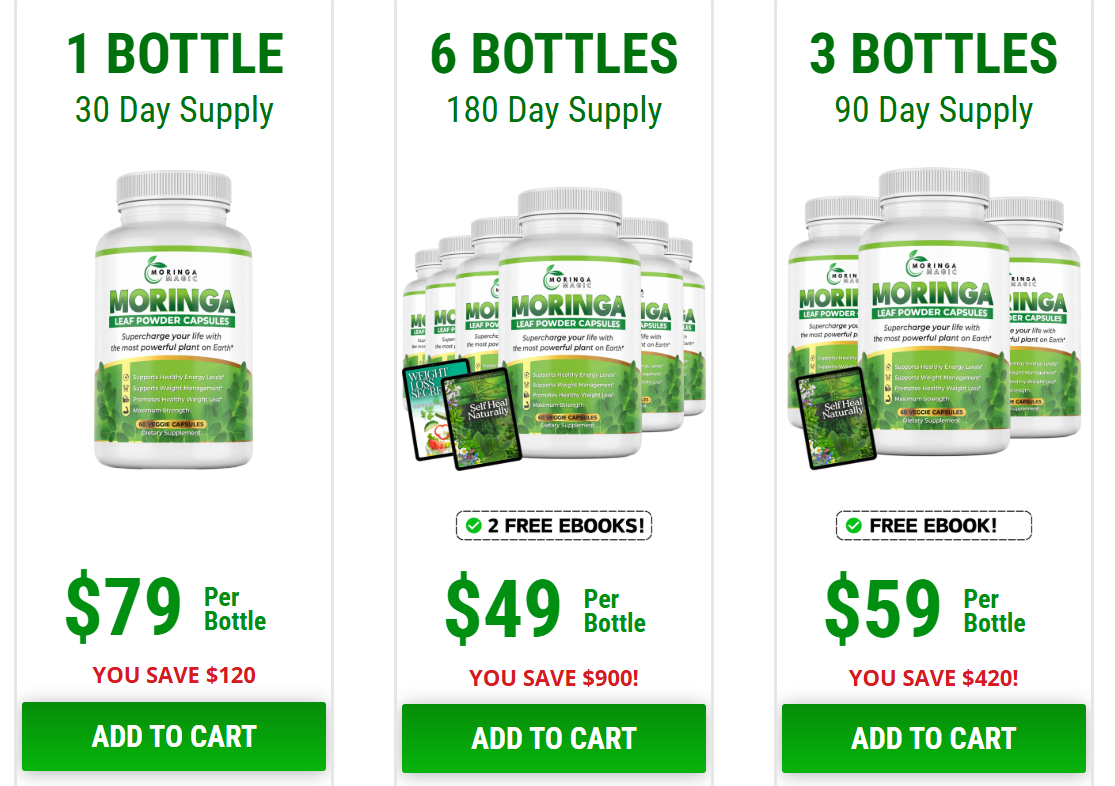 1 BOTTLE
30 Day Supply
MORINGA
MAGIC
MORINGA
LEAF POWDER CAPSULES
Supercharge your life with
the most powerful plant on Earth*
Supports Healthy Energy Levels*
Supports Weight Management*
Promotes Healthy Weight Loss*
Maximum Strength
60 VEGGIE CAPSULES
Dietary Supplement
$79 Per
Bottle
YOU SAVE $120
ADD TO CART
6 BOTTLES
180 Day Supply
MORINGA
MAGIC
MORINGA
LEAF POWDER CAPSULES
Supercharge your life with
the most powerful plant on Earth*
Supports Healthy Energy Levels*
Supports Weight Management*
Promotes Healthy Weight Loss*
Maximum Strength
60 VEGGIE CAPSULES
Dietary Supplement
WEIGHT
LOSS
SECRE
Self Heal
Naturally
2 FREE EBOOKS!
$49 Per
Bottle
YOU SAVE $900!
ADD TO CART
3 BOTTLES
90 Day Supply
MORINGA
MAGIC
MORINGA
LEAF POWDER CAPSULES
Supercharge your life with
the most powerful plant on Earth*
Supports Healthy Energy Levels*
Supports Weight Management*
Promotes Healthy Weight Loss*
Maximum Strength
60 VEGGIE CAPSULES
Dietary Supplement
Self Heal
Naturally
FREE EBOOK!
$59 Per
Bottle
YOU SAVE $420!
ADD TO CART